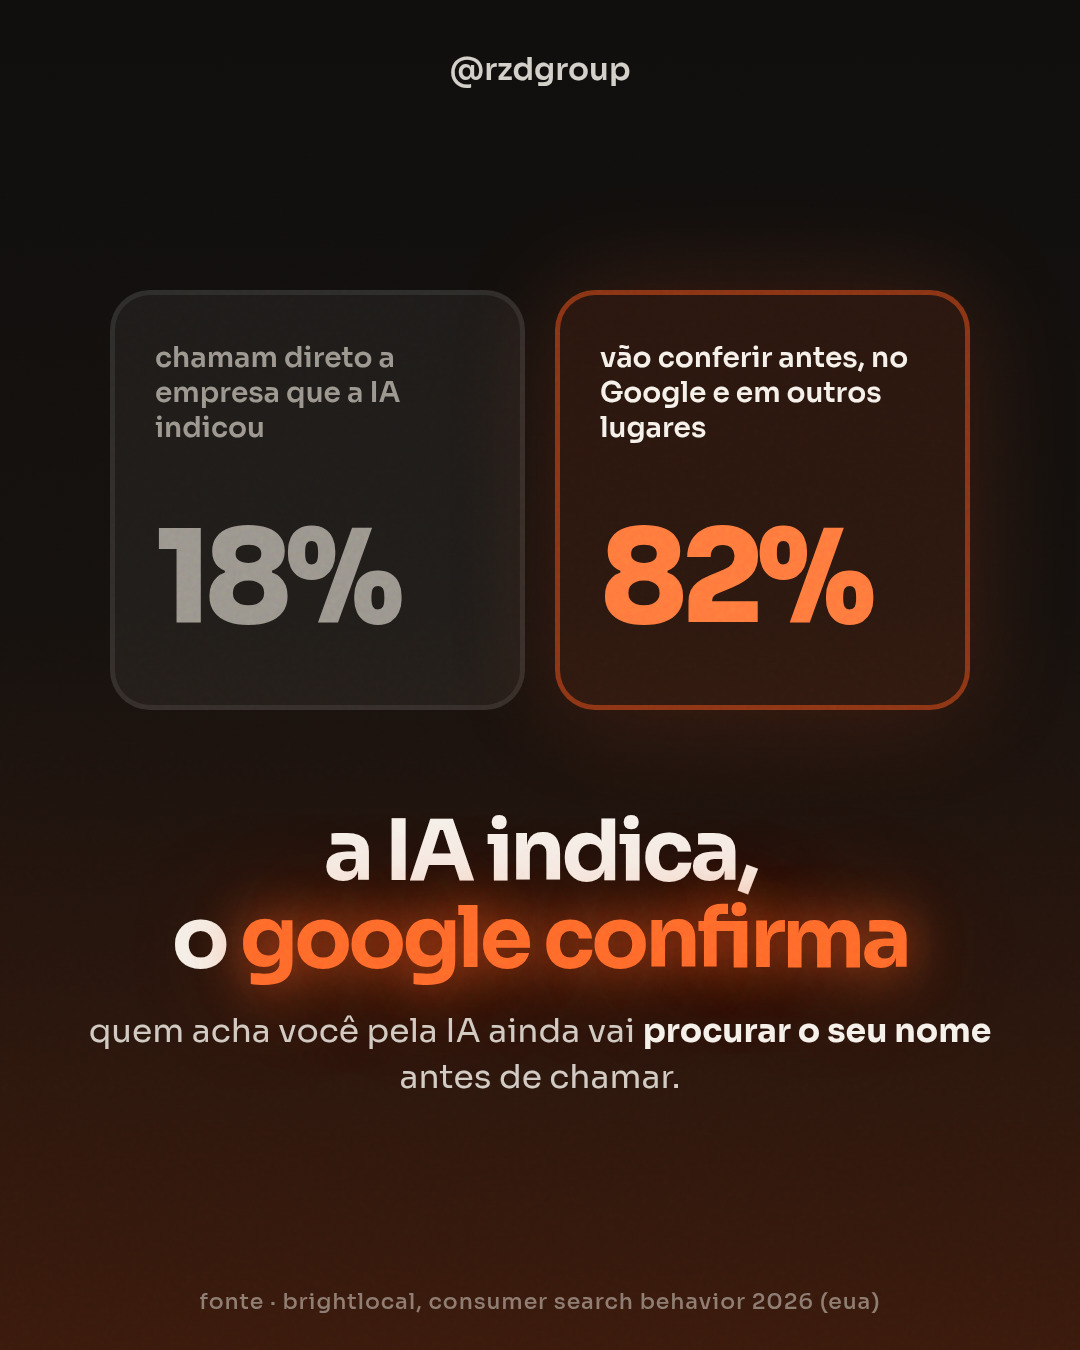 @rzdgroup
chamam direto a
empresa que a IA
indicou
18%
vão conferir antes, no
Google e em outros
lugares
82%
a IA indica,
o google confirma
quem acha você pela IA ainda vai procurar o seu nome
antes de chamar.
fonte · brightlocal, consumer search behavior 2026 (eua)